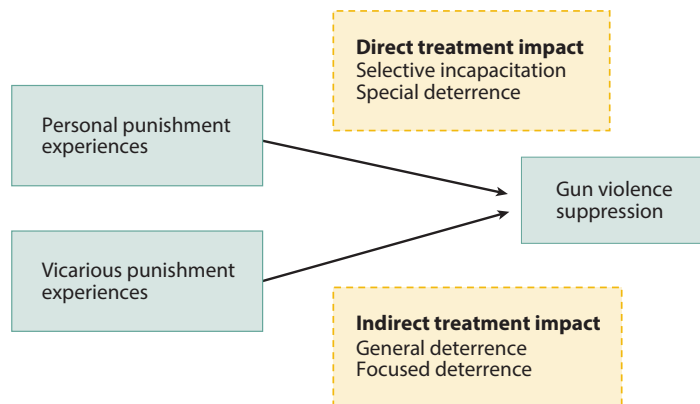 Direct treatment impact
Selective incapacitation
Special deterrence
Personal punishment
experiences
Gun violence
suppression
Vicarious punishment
experiences
Indirect treatment impact
General deterrence
Focused deterrence